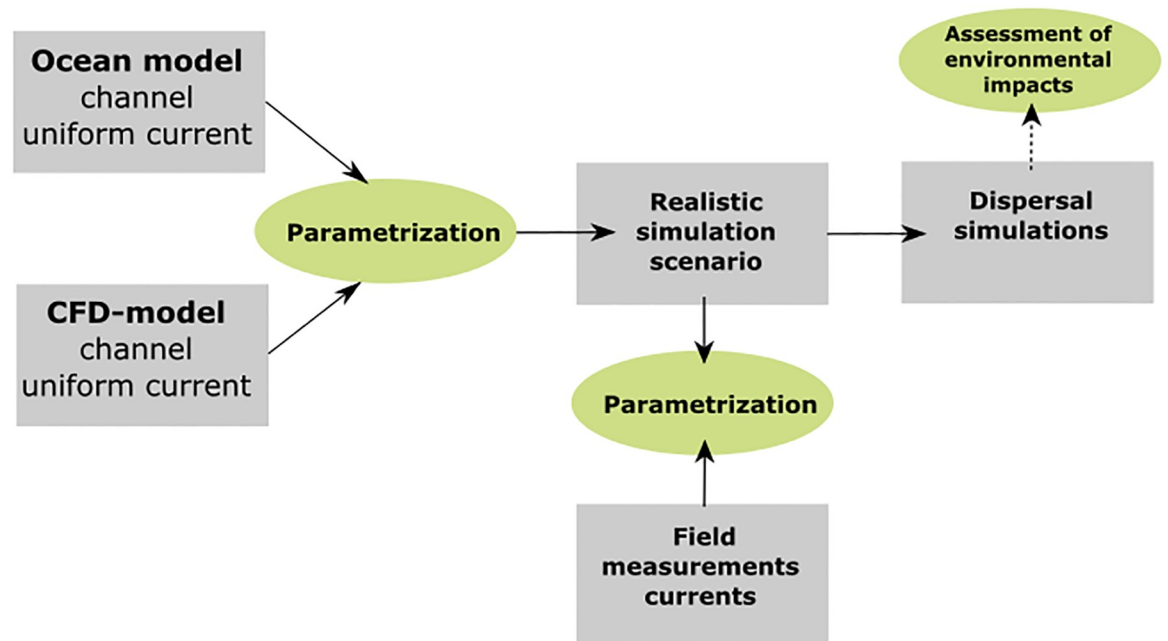 Ocean model
channel
uniform current
CFD-model
channel
uniform current
Parametrization
Realistic
simulation
scenario
Parametrization
Field
measurements
currents
Dispersal
simulations
Assessment of
environmental
impacts